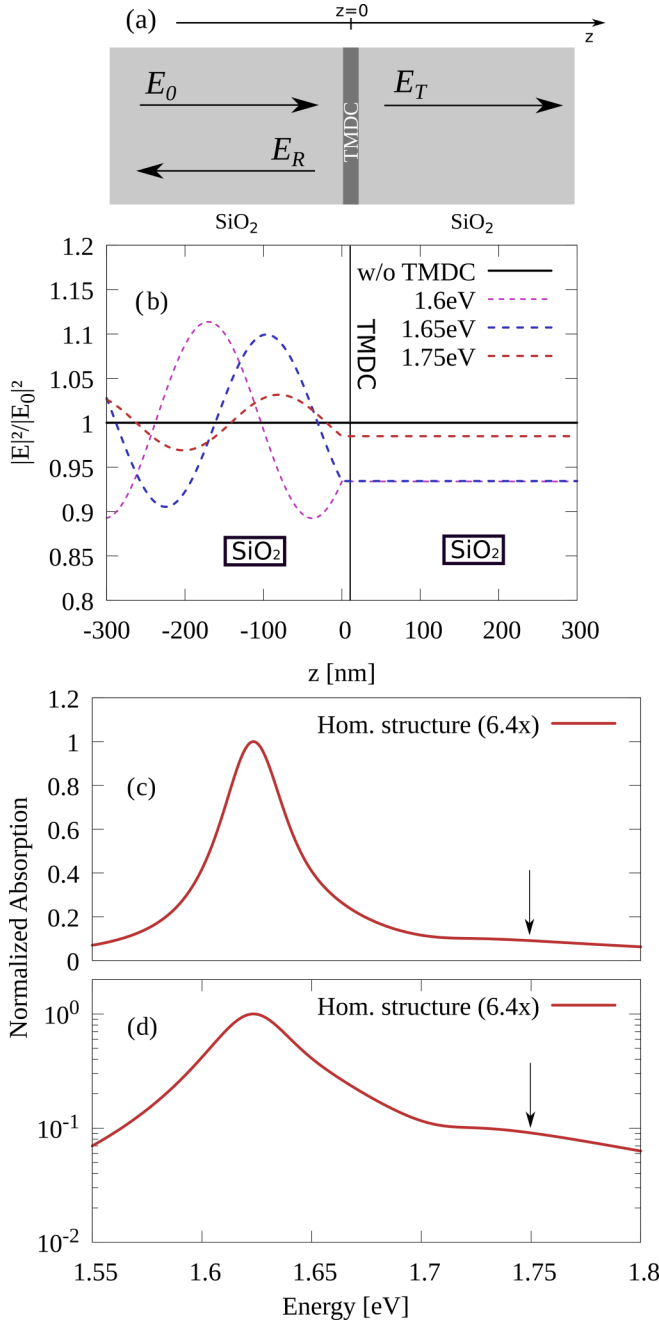 (a)
z=0
z
E0
ET
ER
TMDC
SiO2
SiO2
1.2
1.15
1.1
1.05
1
0.95
0.9
0.85
0.8
|E|²/|E0|²
(b)
w/o TMDC
1.6eV
1.65eV
1.75eV
TMDC
SiO2
SiO2
-300
-200
-100
0
100
200
300
z [nm]
1.2
1
0.8
0.6
0.4
0.2
0
Hom. structure (6.4x)
(c)
Normalized Absorption
10⁰
10⁻¹
10⁻²
Hom. structure (6.4x)
(d)
1.55
1.6
1.65
1.7
1.75
1.8
Energy [eV]